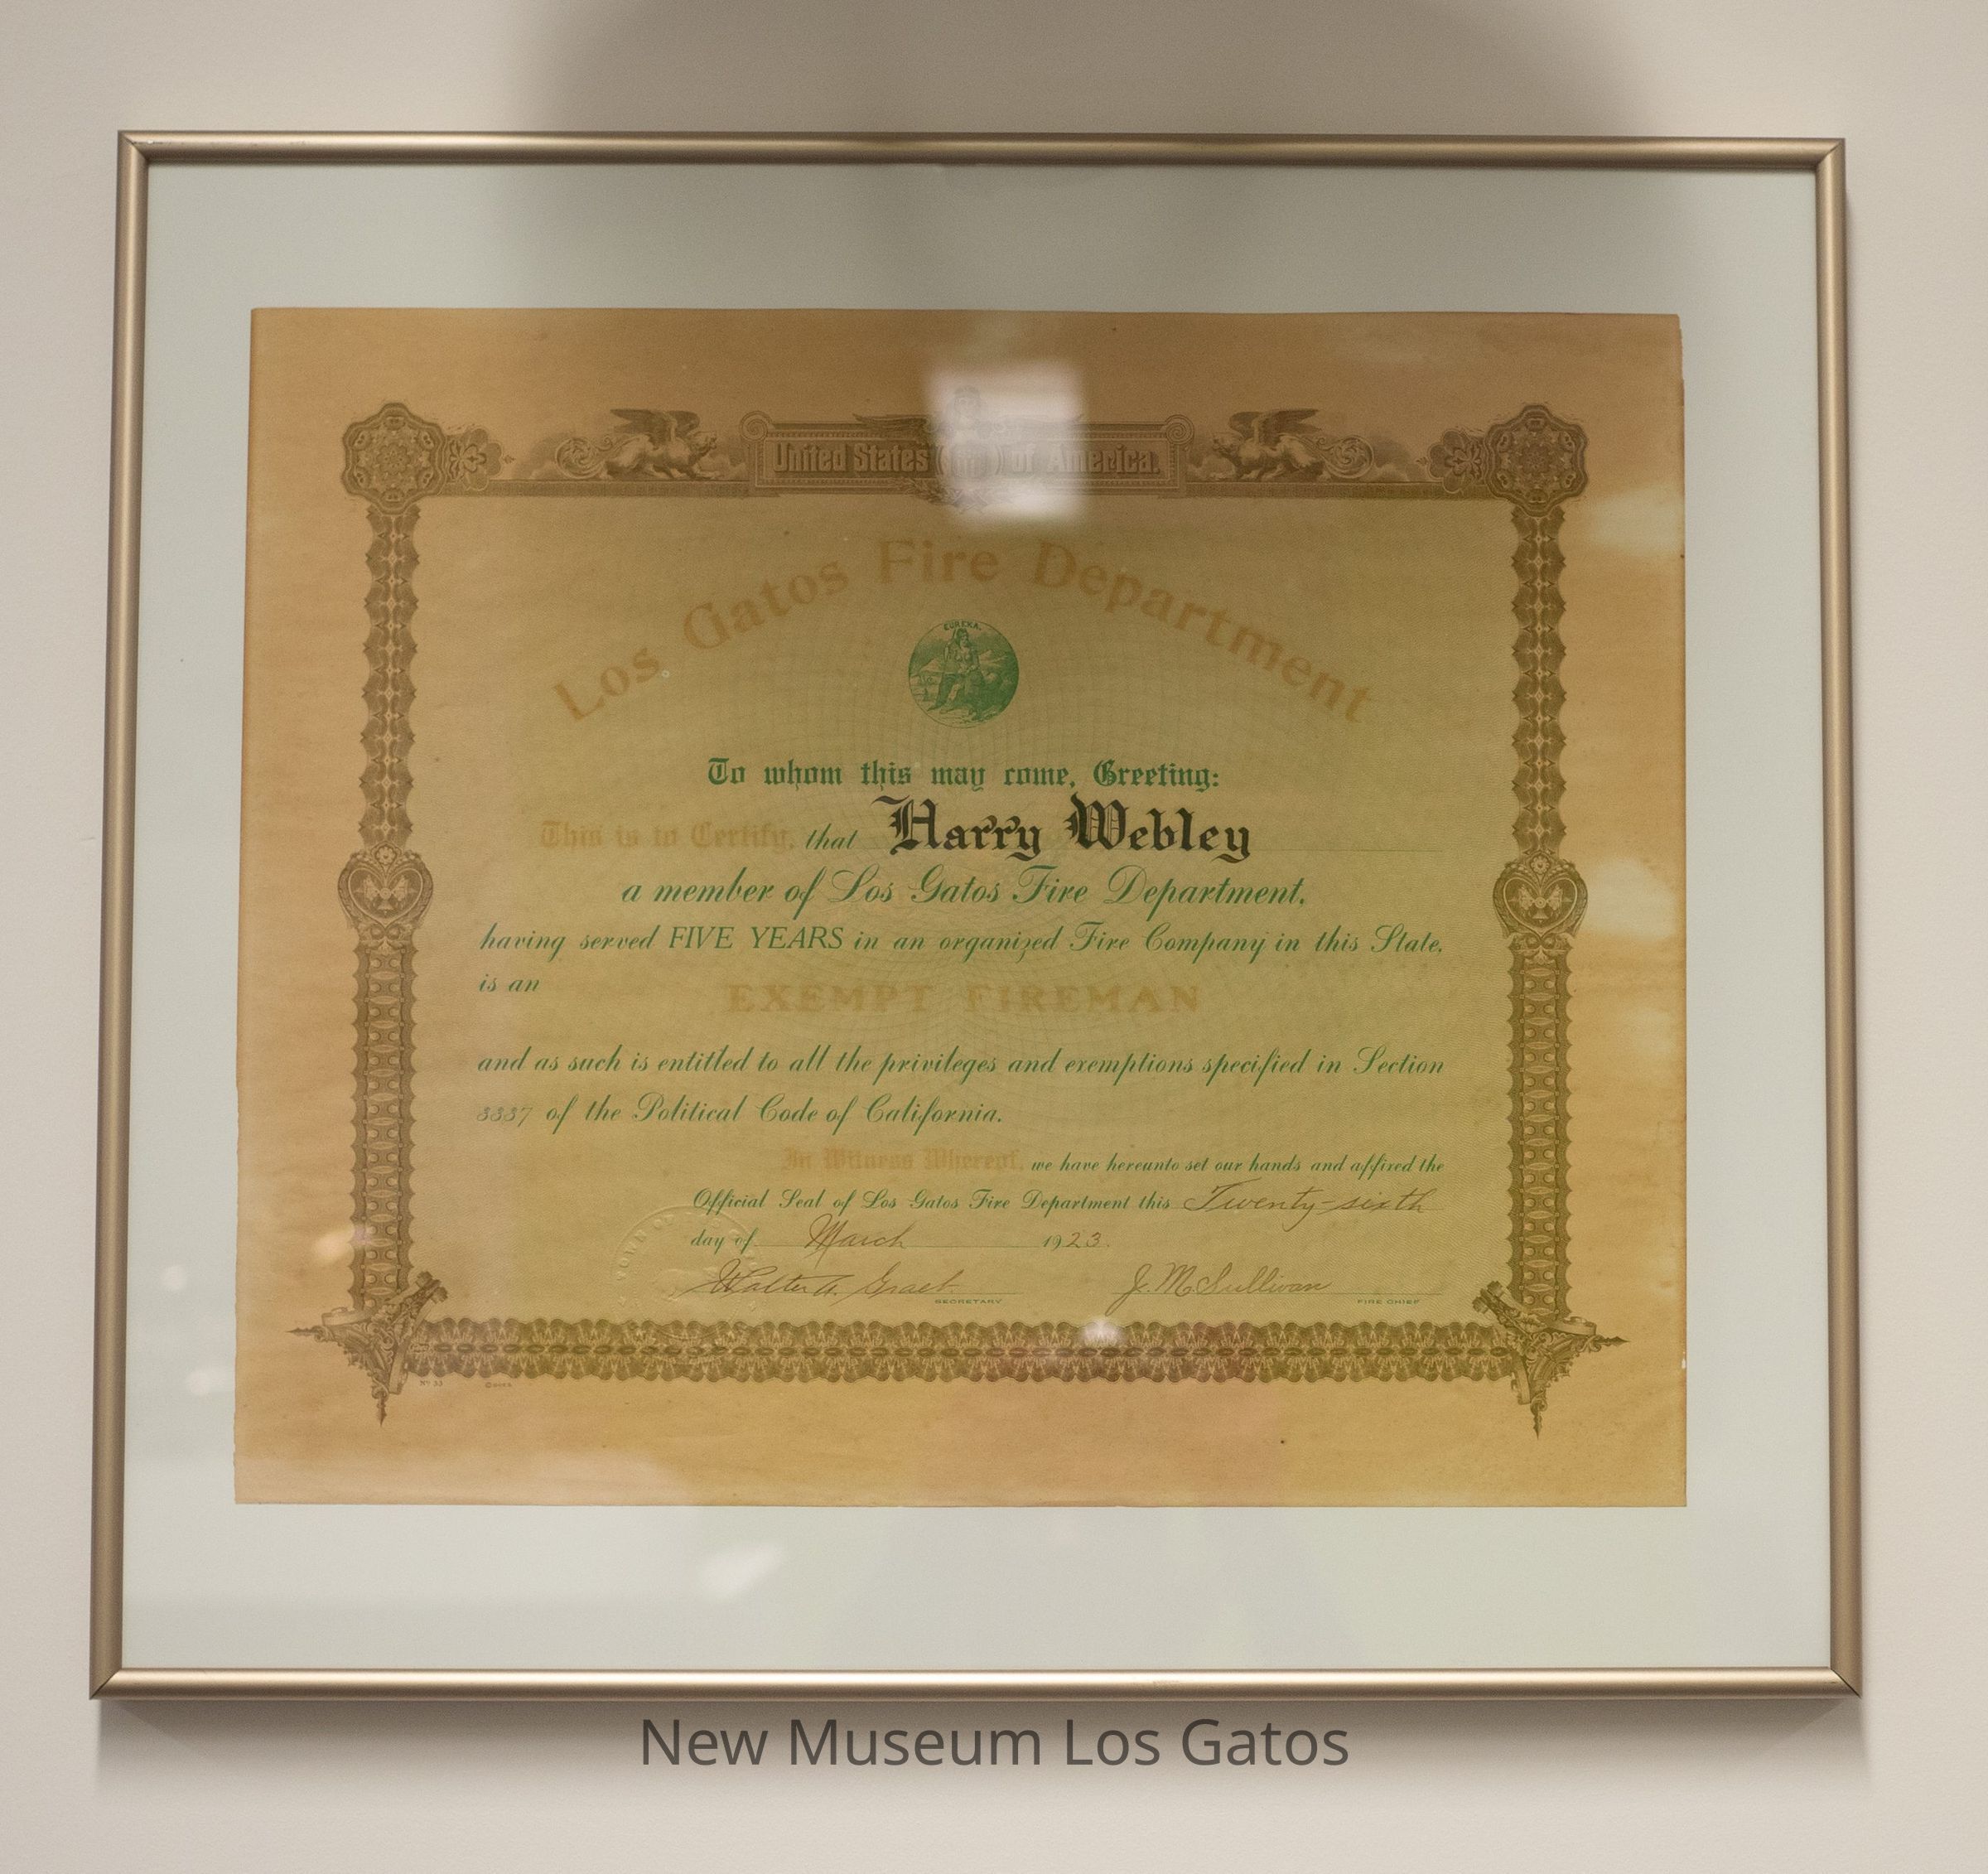 United States of America.
Los Gatos Fire Department
EUREKA.
To whom this may come, Greeting:
This is to Certify, that Harry Webley
a member of Los Gatos Fire Department,
having served FIVE YEARS in an organized Fire Company in this State,
is an
EXEMPT FIREMAN
and as such is entitled to all the privileges and exemptions specified in Section
3337 of the Political Code of California.
In Witness Whereof, we have hereunto set our hands and affixed the
Official Seal of Los Gatos Fire Department this Twenty-sixth
day of March 1923.
Walter A. J. M. Sullivan
SECRETARY FIRE CHIEF
No 33
New Museum Los Gatos